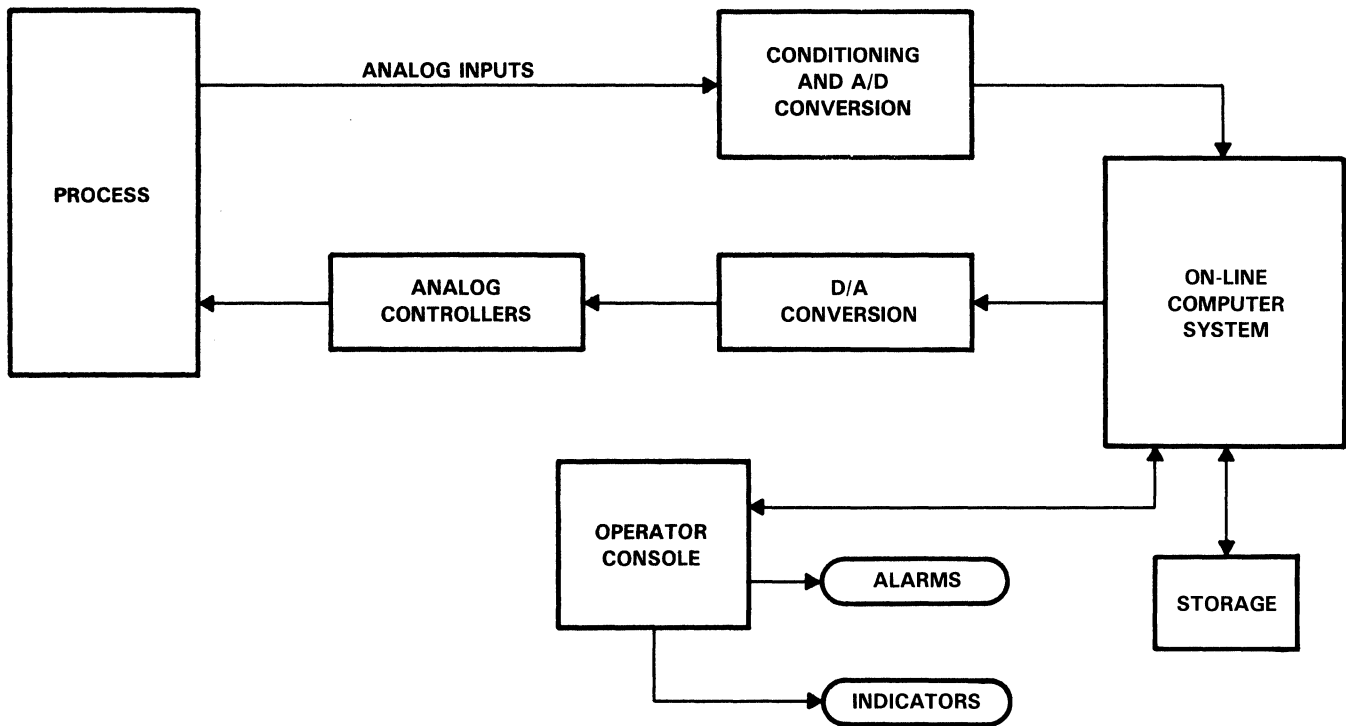 ANALOG INPUTS
CONDITIONING
AND A/D
CONVERSION
PROCESS
ANALOG
CONTROLLERS
D/A
CONVERSION
ON-LINE
COMPUTER
SYSTEM
OPERATOR
CONSOLE
ALARMS
STORAGE
INDICATORS